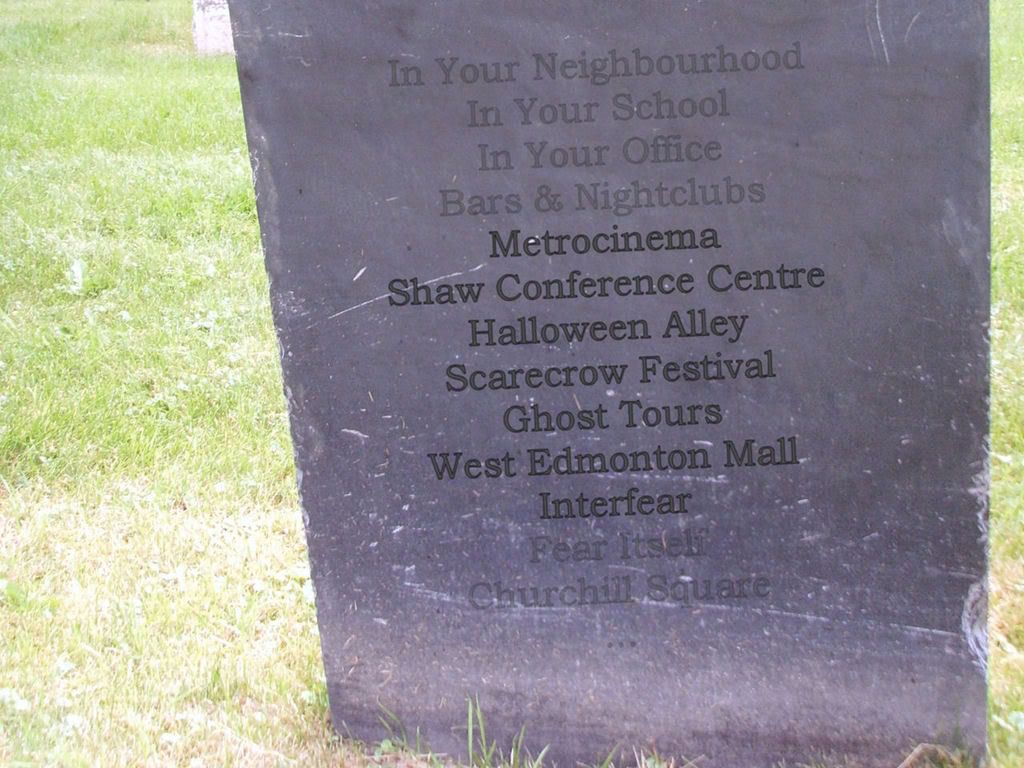 In Your Neighbourhood
In Your School
In Your Office
Bars & Nightclubs
Metrocinema
Shaw Conference Centre
Halloween Alley
Scarecrow Festival
Ghost Tours
West Edmonton Mall
Interfear
Fear Itself
Churchill Square
...